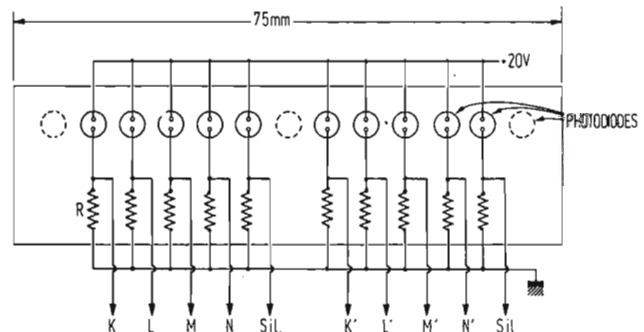 75mm
+20V
PHOTODIODES
R
K L M N Sil. K' L' M' N' Sil